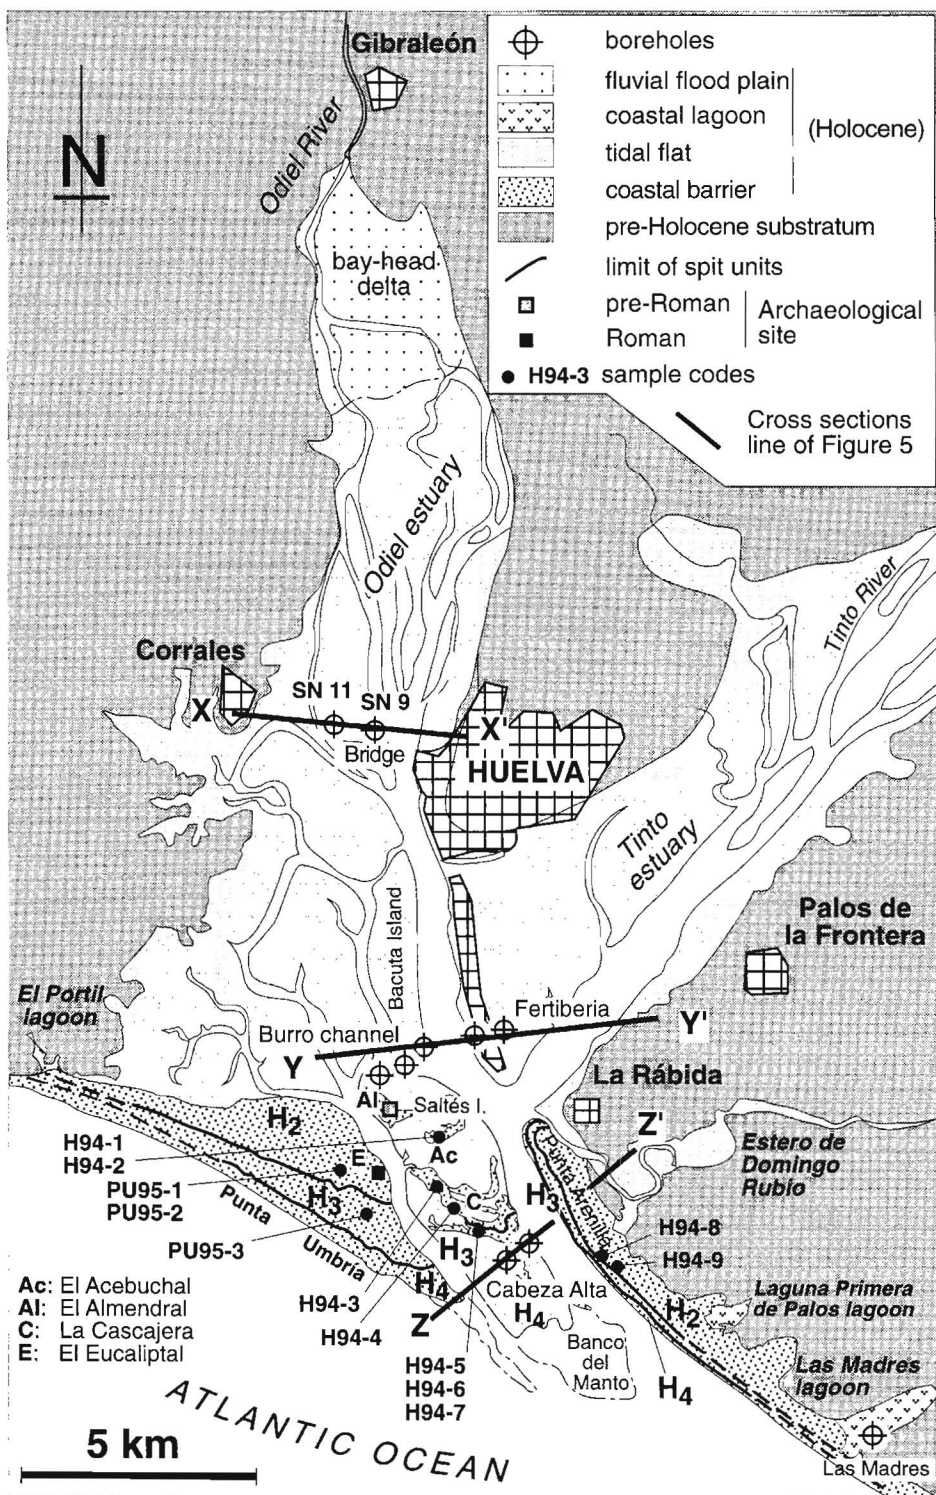 Gibraleón
N
Odiel River
bay-head
delta
boreholes
fluvial flood plain
coastal lagoon
(Holocene)
tidal flat
coastal barrier
pre-Holocene substratum
limit of spit units
pre-Roman
Archaeological
site
Roman
H94-3 sample codes
Cross sections
line of Figure 5
Odiel estuary
Tinto River
Corrales
SN 11
SN 9
X
X'
Bridge
HUELVA
Tinto
estuary
Bacuta Island
Palos de
la Frontera
El Portil
lagoon
Burro channel
Fertiberia
Y
Y'
La Rábida
Al
Saltés I.
Z'
H2
H94-1
H94-2
E
Ac
Punta Arenilla
Estero de
Domingo
Rubio
PU95-1
PU95-2
H3
C
H3
Punta
Umbría
PU95-3
H3
H94-8
H94-9
H4
Cabeza Alta
H94-3
H94-4
Z
H4
H2
Laguna Primera
de Palos lagoon
Ac: El Acebuchal
Al: El Almendral
C: La Cascajera
E: El Eucaliptal
Banco
del
Manto
H4
Las Madres
lagoon
H94-5
H94-6
H94-7
ATLANTIC OCEAN
5 km
Las Madres